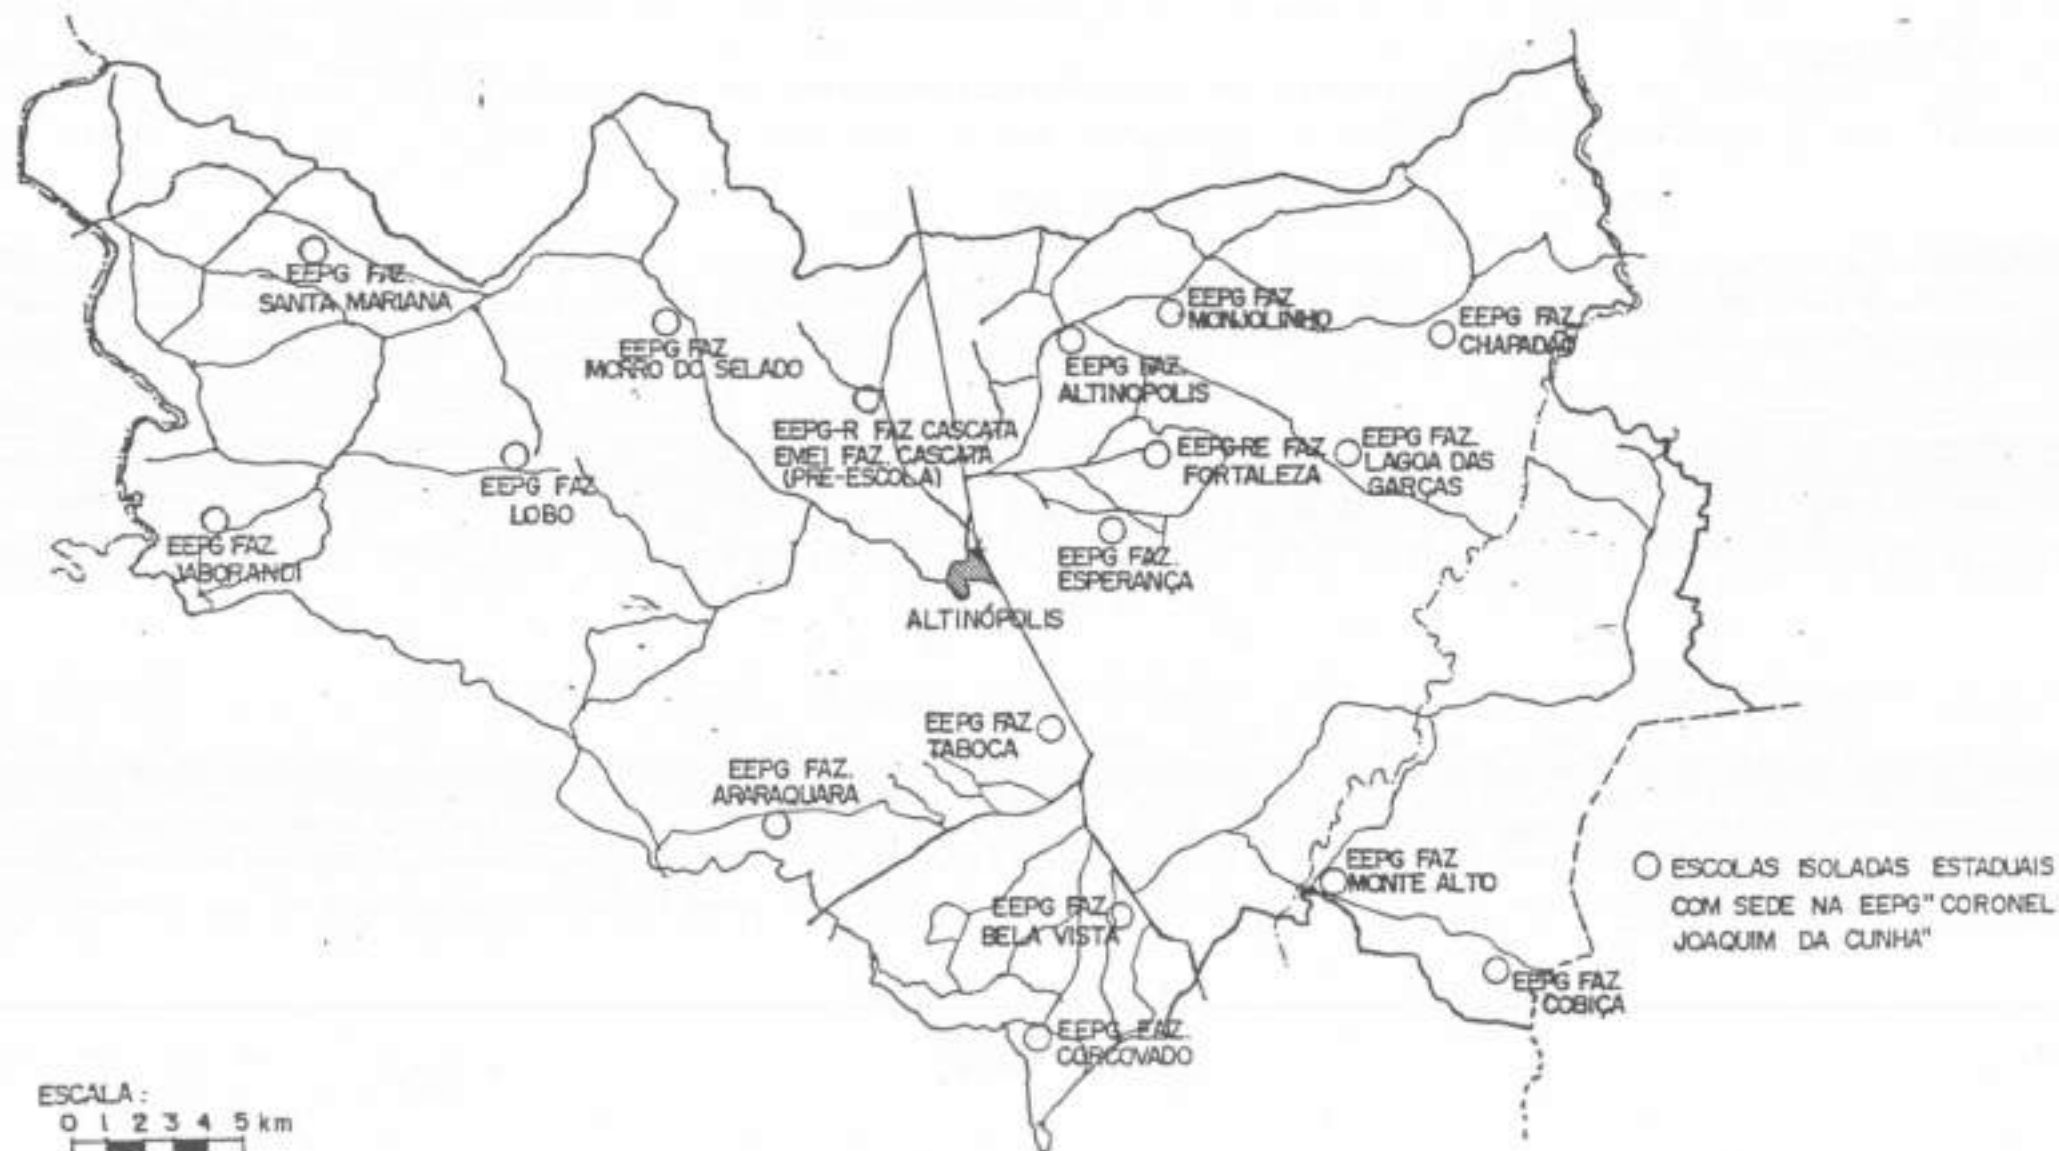 EEPG FAZ.
SANTA MARIANA
EEPG FAZ
MORRO DO SELADO
EEPG FAZ
MONJOLINHO
EEPG FAZ.
CHAPADAO
EEPG FAZ.
ALTINOPOLIS
EEPG-R FAZ CASCATA
EMEI FAZ. CASCATA
(PRE-ESCOLA)
EEPG-RE FAZ
FORTALEZA
EEPG FAZ.
LAGOA DAS
GARÇAS
EEPG FAZ
LOBO
EEPG FAZ.
JABORANDI
EEPG FAZ.
ESPERANÇA
ALTINÓPOLIS
EEPG FAZ
TABOCA
EEPG FAZ.
ARARAQUARA
EEPG FAZ
MONTE ALTO
EEPG FAZ
BELA VISTA
EEPG FAZ
COBIÇA
EEPG FAZ.
CORCOVADO
ESCOLAS ISOLADAS ESTADUAIS
COM SEDE NA EEPG" CORONEL
JOAQUIM DA CUNHA"
ESCALA :
0 1 2 3 4 5 km